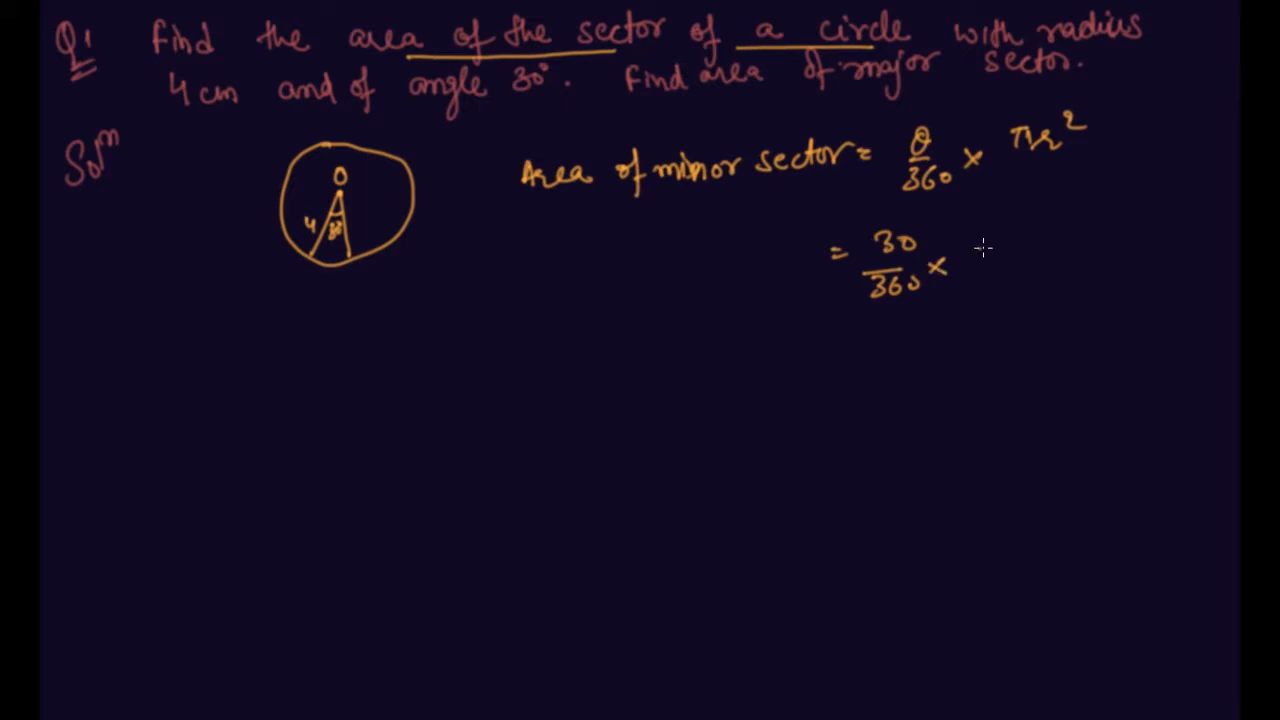 Q1 Find the area of the sector of a circle with radius
4 cm and of angle 30°. Find area of major sector.
Solⁿ
O
4 30
Area of minor sector = θ/360 × πr²
= 30/360 ×